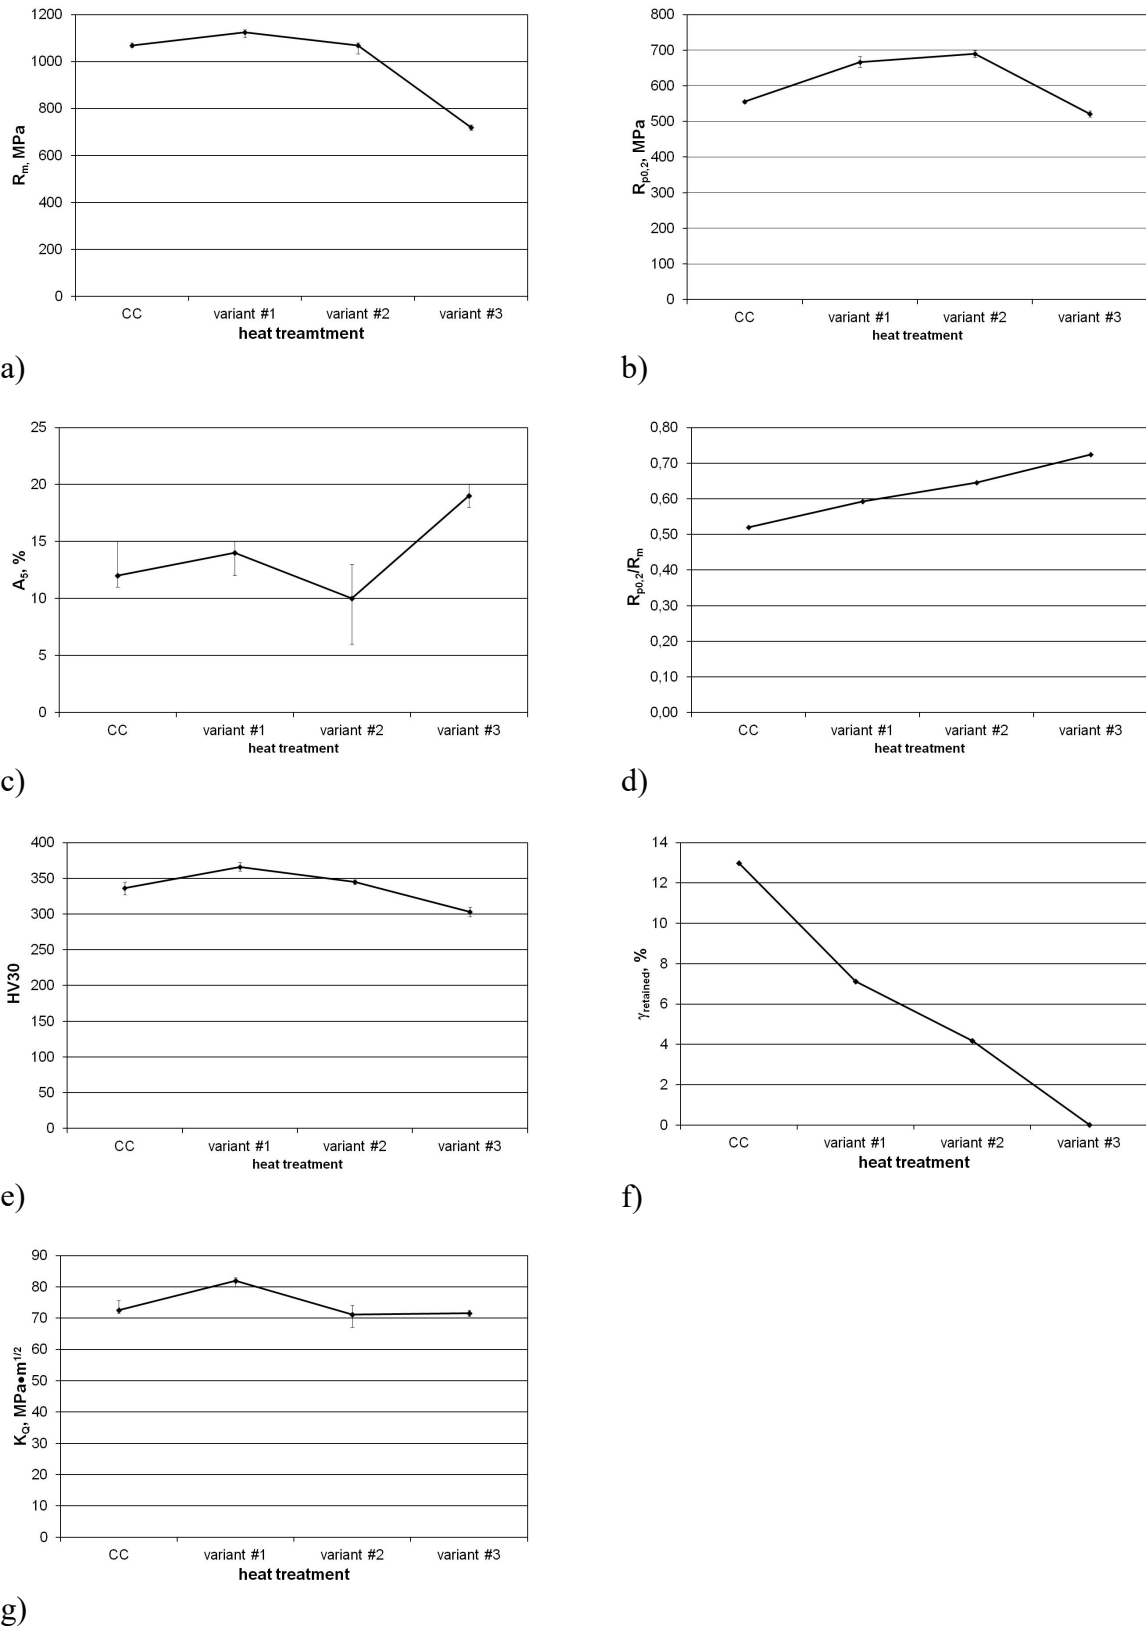 1200
1000
800
600
400
200
0
Rm, MPa
CC variant #1 variant #2 variant #3
heat treamtment
a)
800
700
600
500
400
300
200
100
0
Rp0,2, MPa
CC variant #1 variant #2 variant #3
heat treatment
b)
25
20
15
10
5
0
A5, %
CC variant #1 variant #2 variant #3
heat treatment
c)
0,80
0,70
0,60
0,50
0,40
0,30
0,20
0,10
0,00
Rp0,2/Rm
CC variant #1 variant #2 variant #3
heat treatment
d)
400
350
300
250
200
150
100
50
0
HV30
CC variant #1 variant #2 variant #3
heat treatment
e)
14
12
10
8
6
4
2
0
γretained, %
CC variant #1 variant #2 variant #3
heat treatment
f)
90
80
70
60
50
40
30
20
10
0
KQ, MPa•m1/2
CC variant #1 variant #2 variant #3
heat treatment
g)